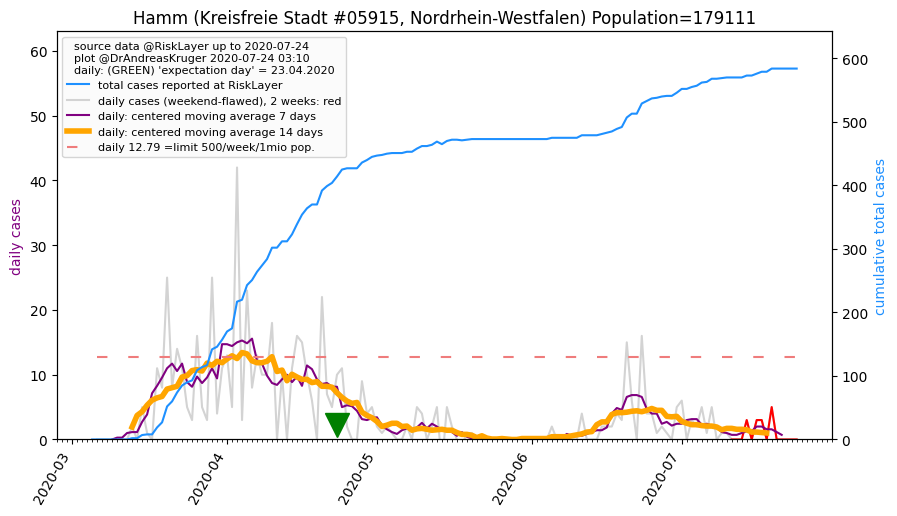 Hamm (Kreisfreie Stadt #05915, Nordrhein-Westfalen) Population=179111
source data @RiskLayer up to 2020-07-24
plot @DrAndreasKruger 2020-07-24 03:10
daily: (GREEN) 'expectation day' = 23.04.2020
total cases reported at RiskLayer
daily cases (weekend-flawed), 2 weeks: red
daily: centered moving average 7 days
daily: centered moving average 14 days
daily 12.79 =limit 500/week/1mio pop.
daily cases
60
50
40
30
20
10
0
600
500
400
300
200
100
0
cumulative total cases
2020-03
2020-04
2020-05
2020-06
2020-07